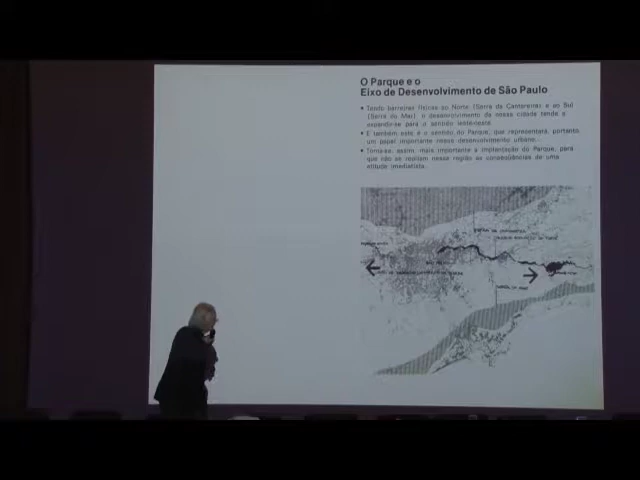 O Parque e o
Eixo de Desenvolvimento de São Paulo
• Tendo barreiras físicas ao Norte (Serra da Cantareira) e ao Sul
(Serra do Mar) o desenvolvimento da nossa cidade tende a
expandir-se para o sentido leste/oeste.
• E também este é o sentido do Parque, que representará, portanto
um papel importante nesse desenvolvimento urbano...
• Torna-se, assim, mais importante a implantação do Parque, para
que não se repitam nessa região as conseqüências de uma
atitude imediatista.